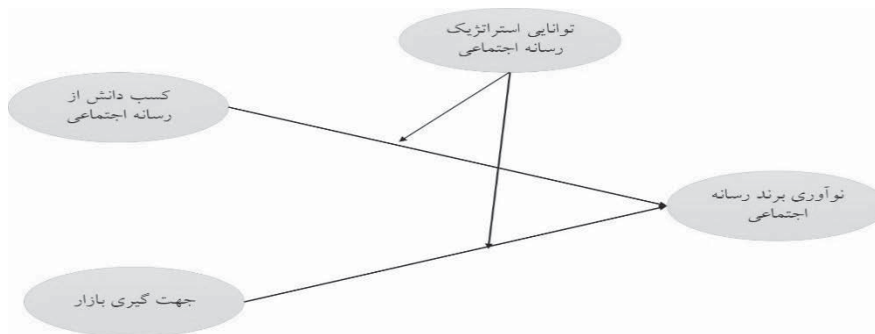 توانایی استراتژیک
رسانه اجتماعی
کسب دانش از
رسانه اجتماعی
نوآوری برند رسانه
اجتماعی
جهت گیری بازار